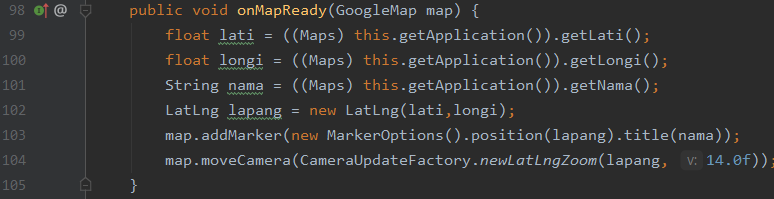 98 @ public void onMapReady(GoogleMap map) {
99 float lati = ((Maps) this.getApplication()).getLati();
100 float longi = ((Maps) this.getApplication()).getLongi();
101 String nama = ((Maps) this.getApplication()).getNama();
102 LatLng lapang = new LatLng(lati,longi);
103 map.addMarker(new MarkerOptions().position(lapang).title(nama));
104 map.moveCamera(CameraUpdateFactory.newLatLngZoom(lapang, v: 14.0f));
105 }